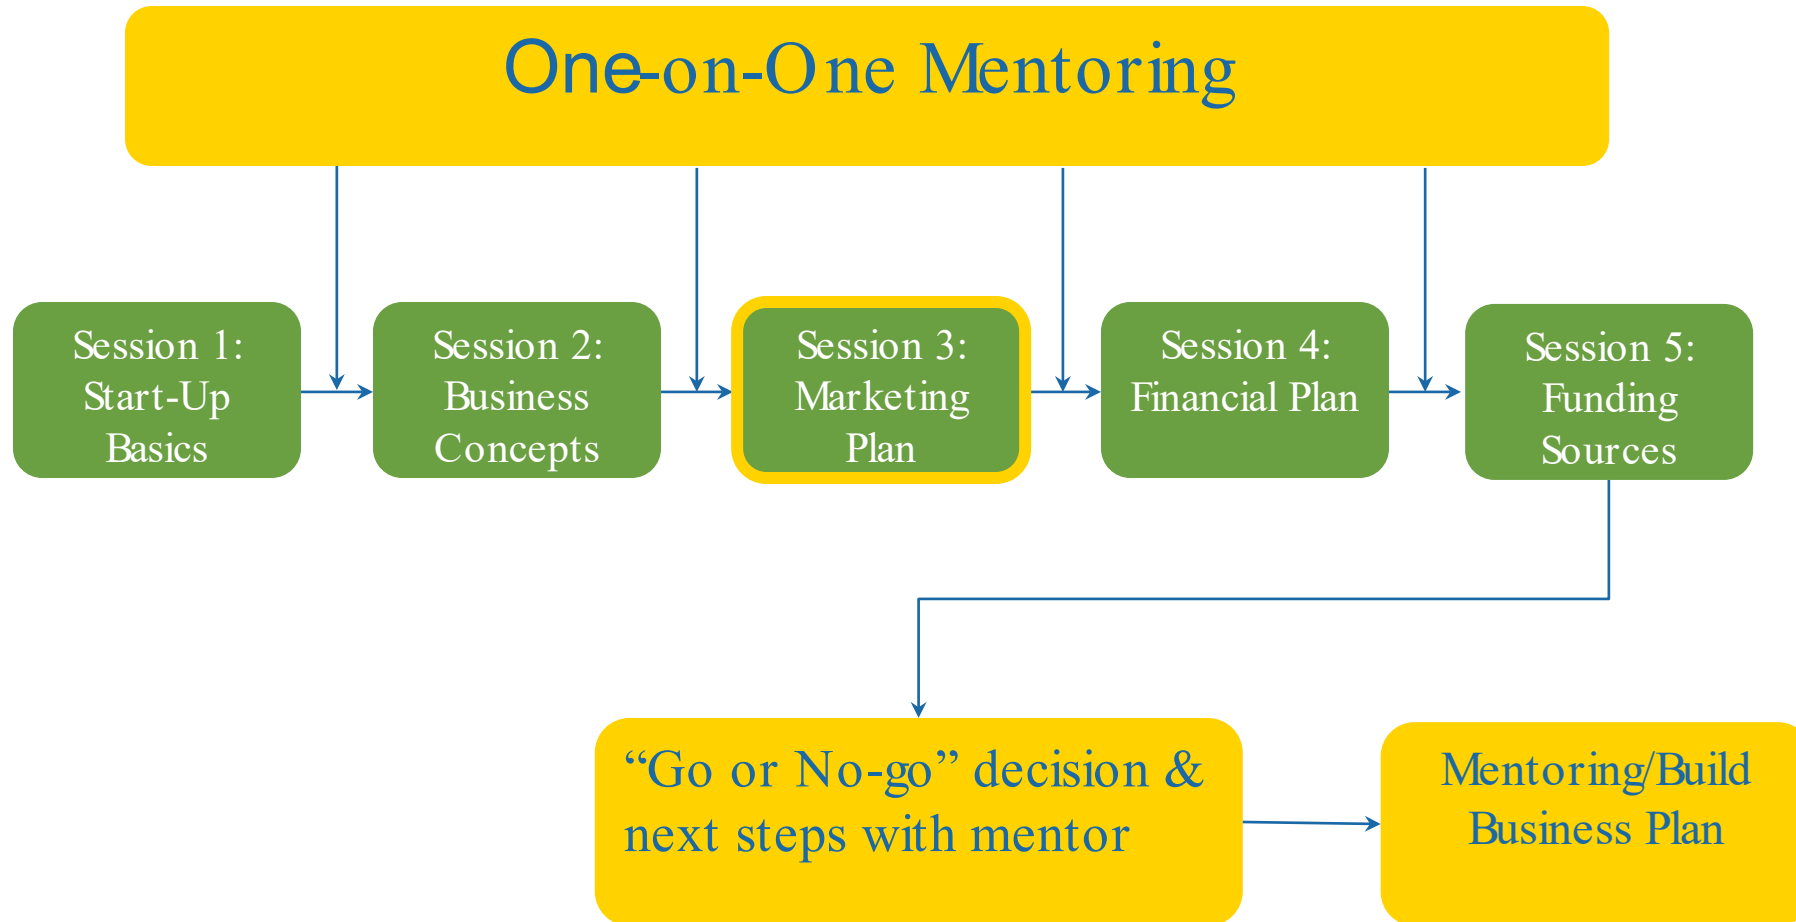 One-on-One Mentoring
Session 1:
Start-Up
Basics
Session 2:
Business
Concepts
Session 3:
Marketing
Plan
Session 4:
Financial Plan
Session 5:
Funding
Sources
“Go or No-go” decision &
next steps with mentor
Mentoring/Build
Business Plan